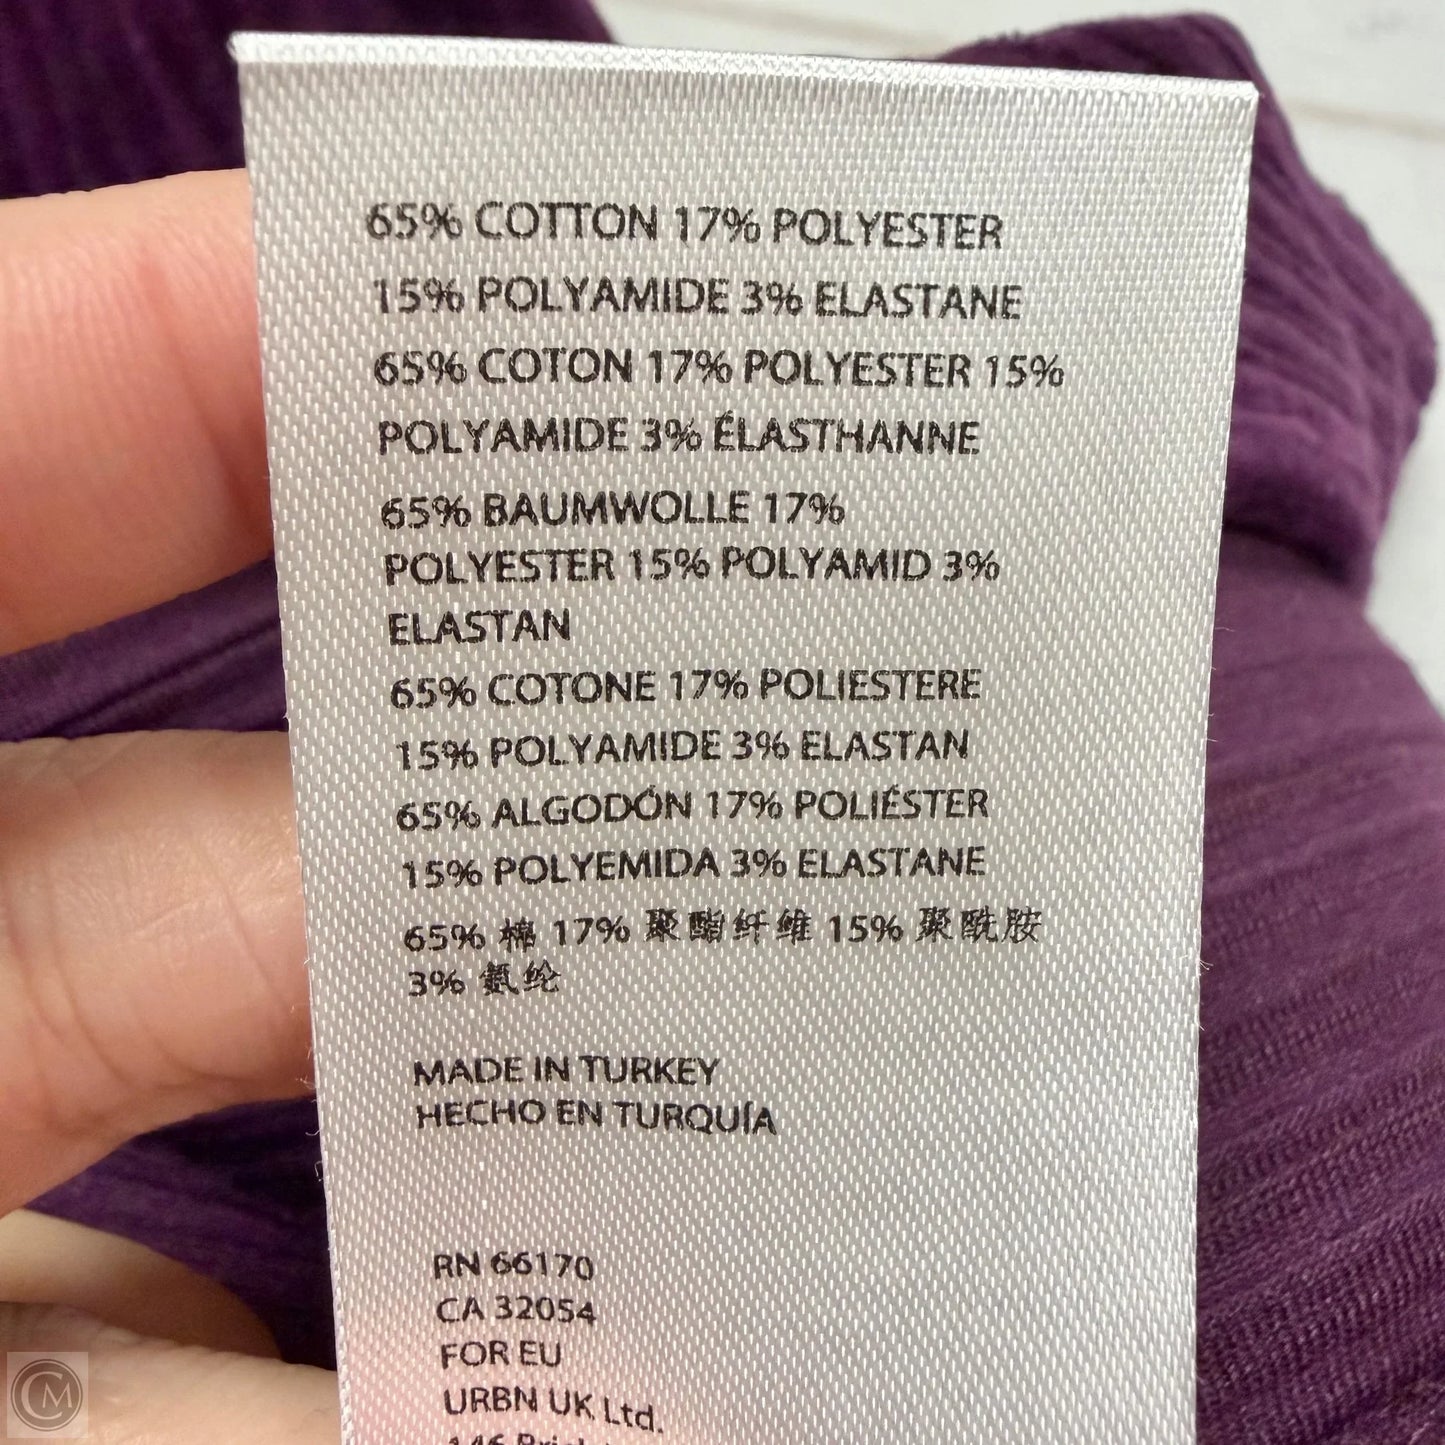 65% COTTON 17% POLYESTER
15% POLYAMIDE 3% ELASTANE
65% COTON 17% POLYESTER 15%
POLYAMIDE 3% ÉLASTHANNE
65% BAUMWOLLE 17%
POLYESTER 15% POLYAMID 3%
ELASTAN
65% COTONE 17% POLIESTERE
15% POLYAMIDE 3% ELASTAN
65% ALGODÓN 17% POLIÉSTER
15% POLYEMIDA 3% ELASTANE
65% 棉 17% 聚酯纤维 15% 聚酰胺
3% 氨纶
MADE IN TURKEY
HECHO EN TURQUÍA
RN 66170
CA 32054
FOR EU
URBN UK Ltd.
146
CM